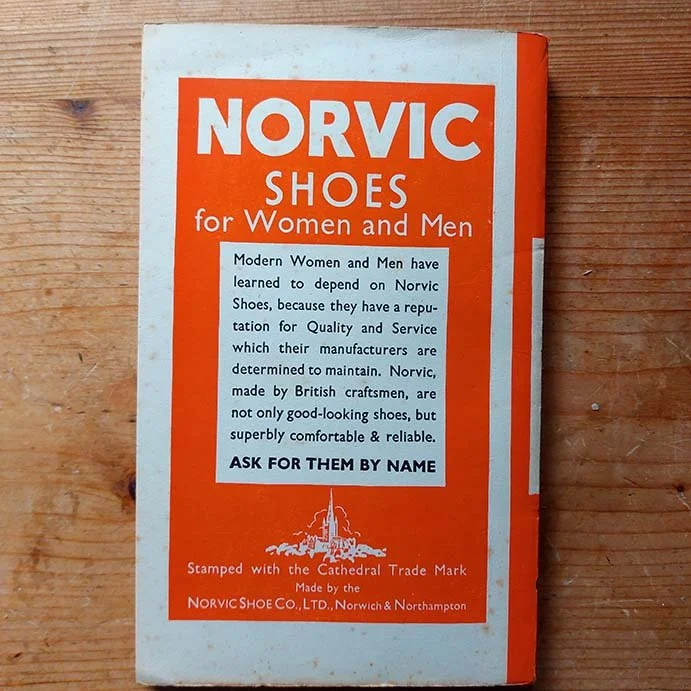 NORVIC
SHOES
for Women and Men
Modern Women and Men have
learned to depend on Norvic
Shoes, because they have a repu-
tation for Quality and Service
which their manufacturers are
determined to maintain. Norvic,
made by British craftsmen, are
not only good-looking shoes, but
superbly comfortable & reliable.
ASK FOR THEM BY NAME
Stamped with the Cathedral Trade Mark
Made by the
NORVIC SHOE CO., LTD., Norwich & Northampton